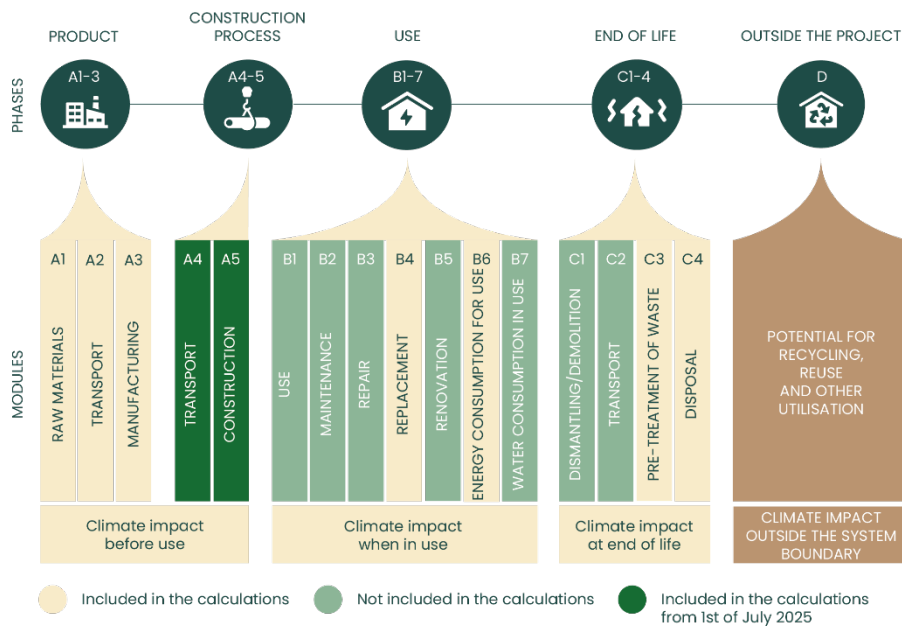 PRODUCT
CONSTRUCTION
PROCESS
USE
END OF LIFE
OUTSIDE THE PROJECT
PHASES
A1-3
A4-5
B1-7
C1-4
D
MODULES
A1
RAW MATERIALS
A2
TRANSPORT
A3
MANUFACTURING
A4
TRANSPORT
A5
CONSTRUCTION
B1
USE
B2
MAINTENANCE
B3
REPAIR
B4
REPLACEMENT
B5
RENOVATION
B6
ENERGY CONSUMPTION FOR USE
B7
WATER CONSUMPTION IN USE
C1
DISMANTLING/DEMOLITION
C2
TRANSPORT
C3
PRE-TREATMENT OF WASTE
C4
DISPOSAL
POTENTIAL FOR
RECYCLING,
REUSE
AND OTHER
UTILISATION
Climate impact
before use
Climate impact
when in use
Climate impact
at end of life
CLIMATE IMPACT
OUTSIDE THE SYSTEM
BOUNDARY
Included in the calculations
Not included in the calculations
Included in the calculations
from 1st of July 2025